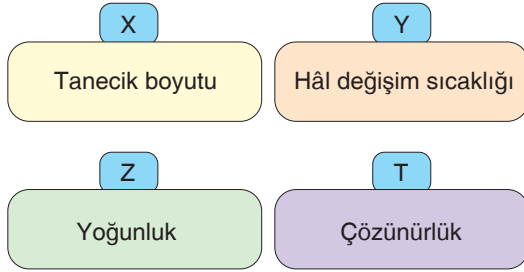 X
Tanecik boyutu
Y
Hâl değişim sıcaklığı
Z
Yoğunluk
T
Çözünürlük